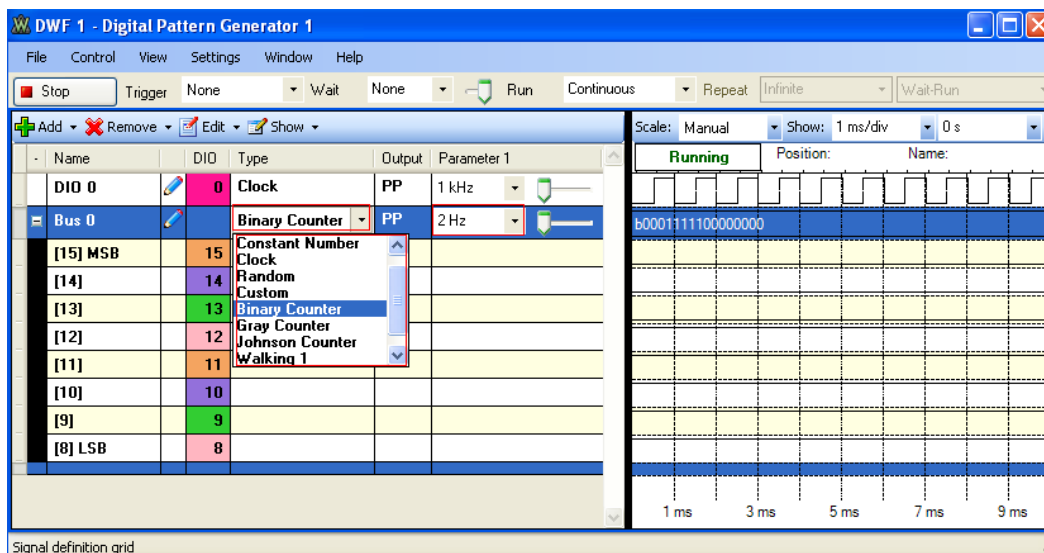 DWF 1 - Digital Pattern Generator 1
File Control View Settings Window Help
Stop Trigger None Wait None Run Continuous Repeat Infinite Wait-Run
Add Remove Edit Show Scale: Manual Show: 1 ms/div 0 s
- Name DIO Type Output Parameter 1 Running Position: Name:
DIO 0 0 Clock PP 1 kHz
Bus 0 Binary Counter PP 2 Hz b0001111100000000
[15] MSB 15
Constant Number
Clock
[14] 14
Random
Custom
[13] 13
Binary Counter
Gray Counter
[12] 12
Johnson Counter
Walking 1
[11] 11
[10] 10
[9] 9
[8] LSB 8
1 ms 3 ms 5 ms 7 ms 9 ms
Signal definition grid